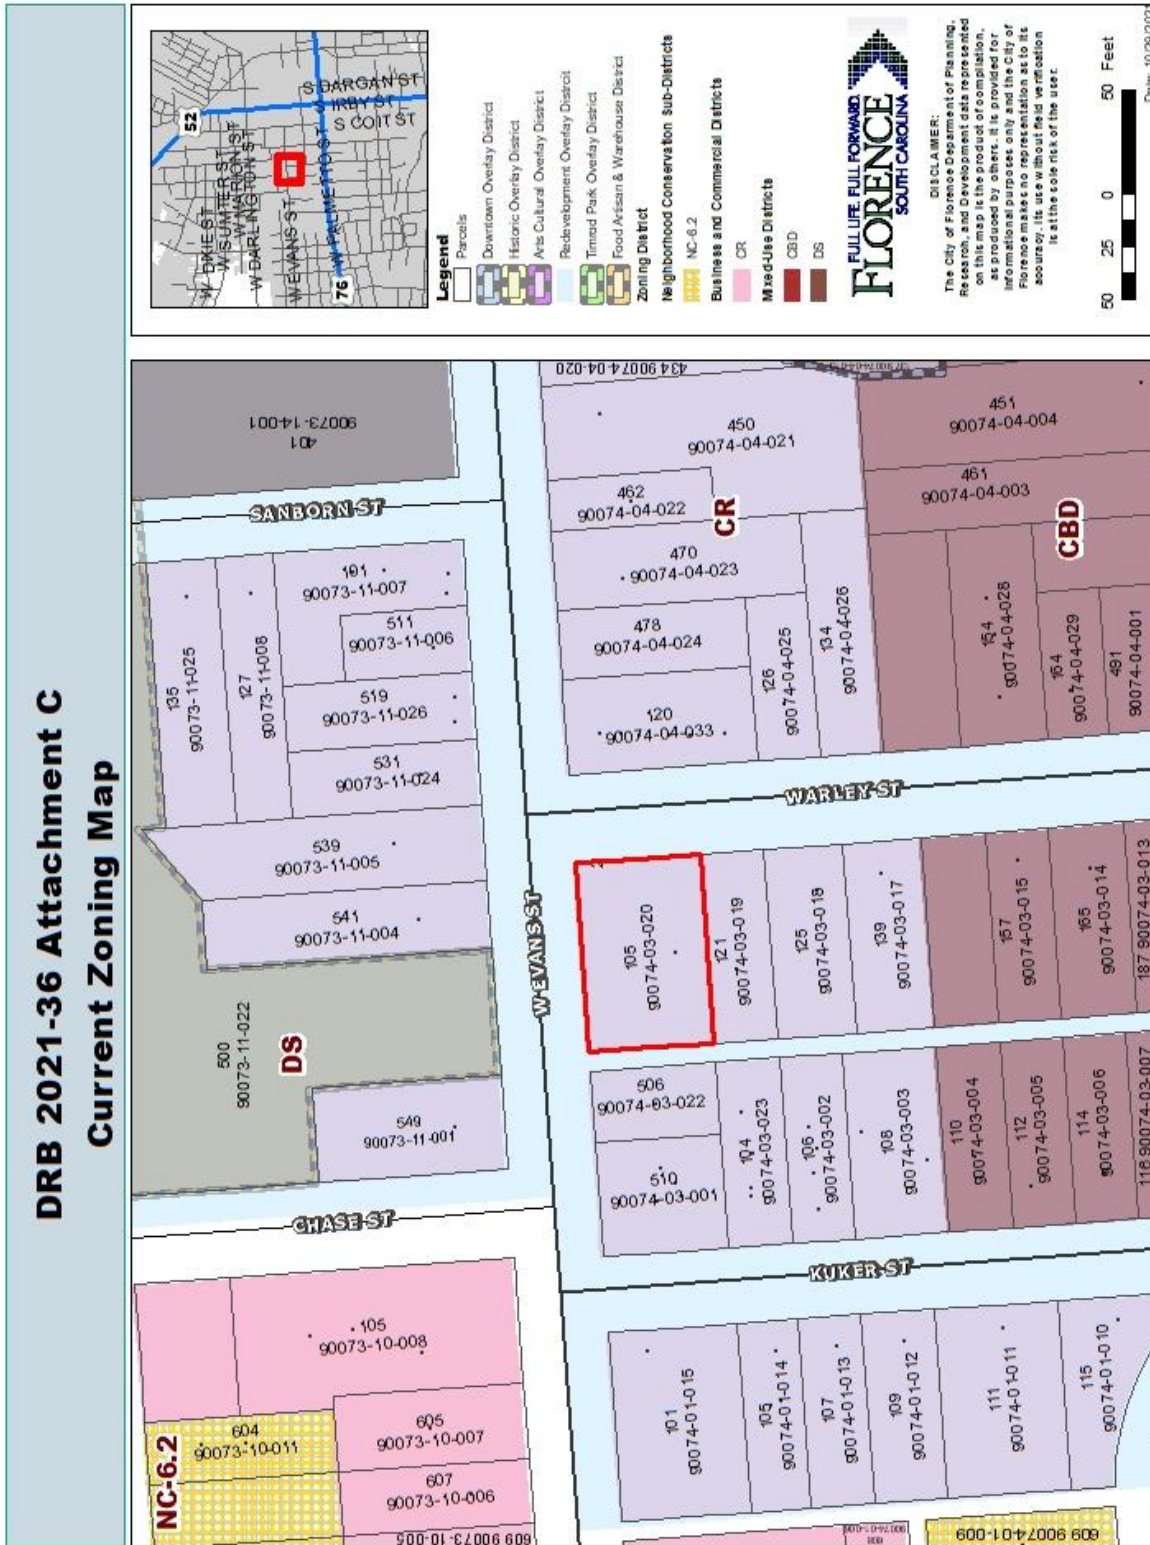 DRB 2021-36 Attachment C
Current Zoning Map
W DIXIE ST
W SUMTER ST
W MARION ST
W DARLINGTON ST
W EVANS ST
W PALMETTO ST
S DARGAN ST
S IRBY ST
S COIT ST
52
76
Legend
Parcels
Downtown Overlay District
Historic Overlay District
Arts Cultural Overlay District
Redevelopment Overlay District
Timrod Park Overlay District
Food Artisan & Warehouse District
Zoning District
Neighborhood Conservation Sub-Districts
NC-6.2
Business and Commercial Districts
CR
Mixed-Use Districts
CBD
DS
FULL LIFE. FULL FORWARD.
FLORENCE
SOUTH CAROLINA
DISCLAIMER:
The City of Florence Department of Planning,
Research, and Development data represented
on this map is the product of compilation,
as produced by others. It is provided for
informational purposes only and the City of
Florence makes no representation as to its
accuracy. Its use without field verification
is at the sole risk of the user.
50 25 0 50 Feet
Date: 10/29/2021
NC-6.2
604
90073-10-011
105
90073-10-008
605
90073-10-007
607
90073-10-006
609 90073-10-005
CHASE ST
500
90073-11-022
DS
549
90073-11-001
541
90073-11-004
539
90073-11-005
531
90073-11-024
519
90073-11-026
511
90073-11-006
101
90073-11-007
127
90073-11-008
135
90073-11-025
SANBORN ST
401
90073-14-001
W EVANS ST
101
90074-01-015
105
90074-01-014
107
90074-01-013
109
90074-01-012
111
90074-01-011
115
90074-01-010
609 90074-01-009
KUKER ST
506
90074-03-022
510
90074-03-001
104
90074-03-023
106
90074-03-002
108
90074-03-003
110
90074-03-004
112
90074-03-005
114
90074-03-006
116 90074-03-007
105
90074-03-020
121
90074-03-019
125
90074-03-018
139
90074-03-017
157
90074-03-015
165
90074-03-014
187 90074-03-013
WARLEY ST
120
90074-04-033
478
90074-04-024
470
90074-04-023
462
90074-04-022
450
90074-04-021
434 90074-04-020
CR
126
90074-04-025
134
90074-04-026
154
90074-04-028
164
90074-04-029
491
90074-04-001
461
90074-04-003
451
90074-04-004
CBD